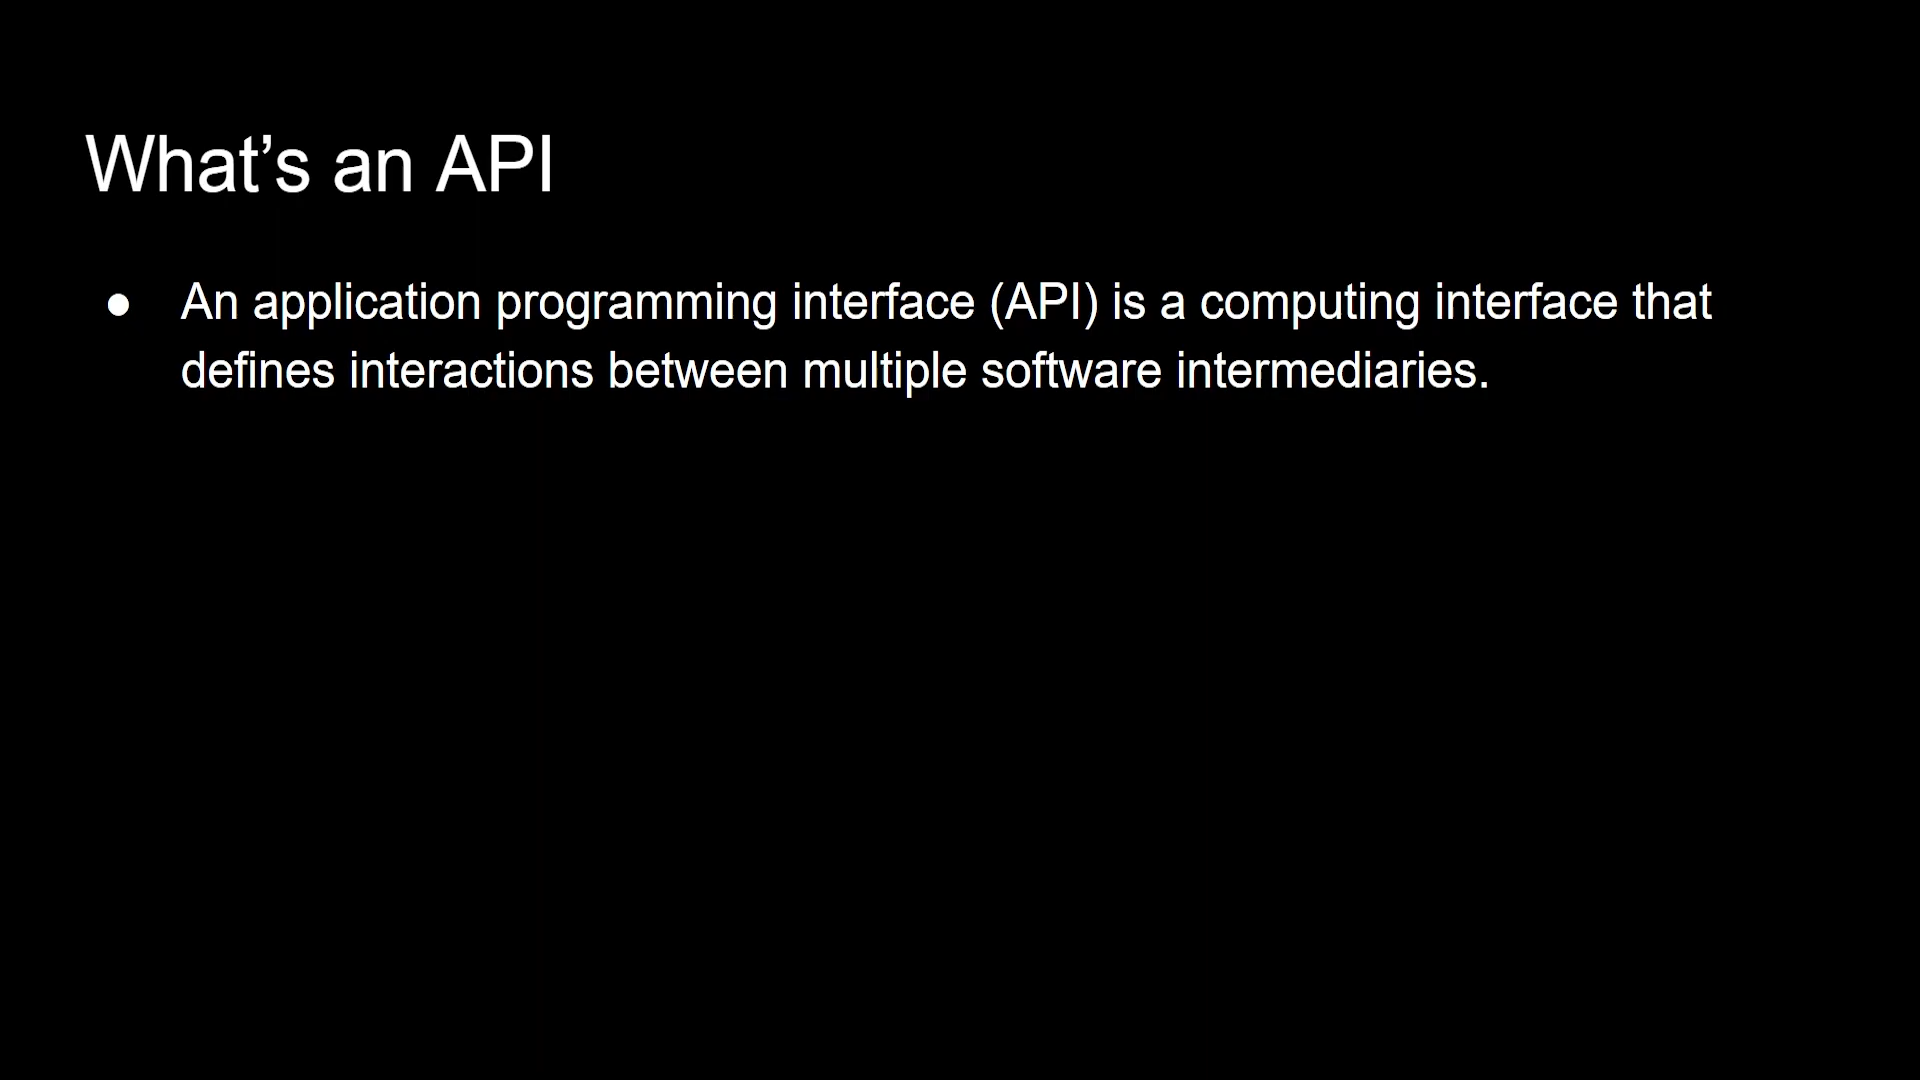 What’s an API
● An application programming interface (API) is a computing interface that
defines interactions between multiple software intermediaries.